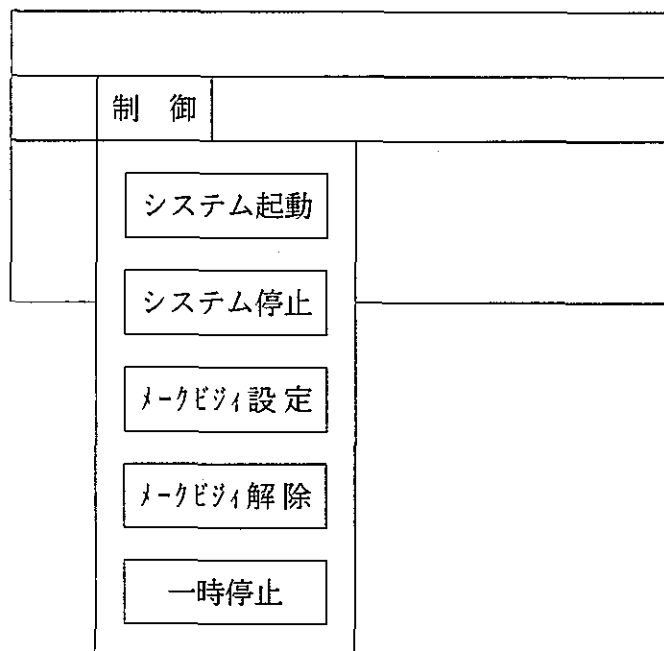 制 御
システム起動
システム停止
メークビジィ設定
メークビジィ解除
一時停止